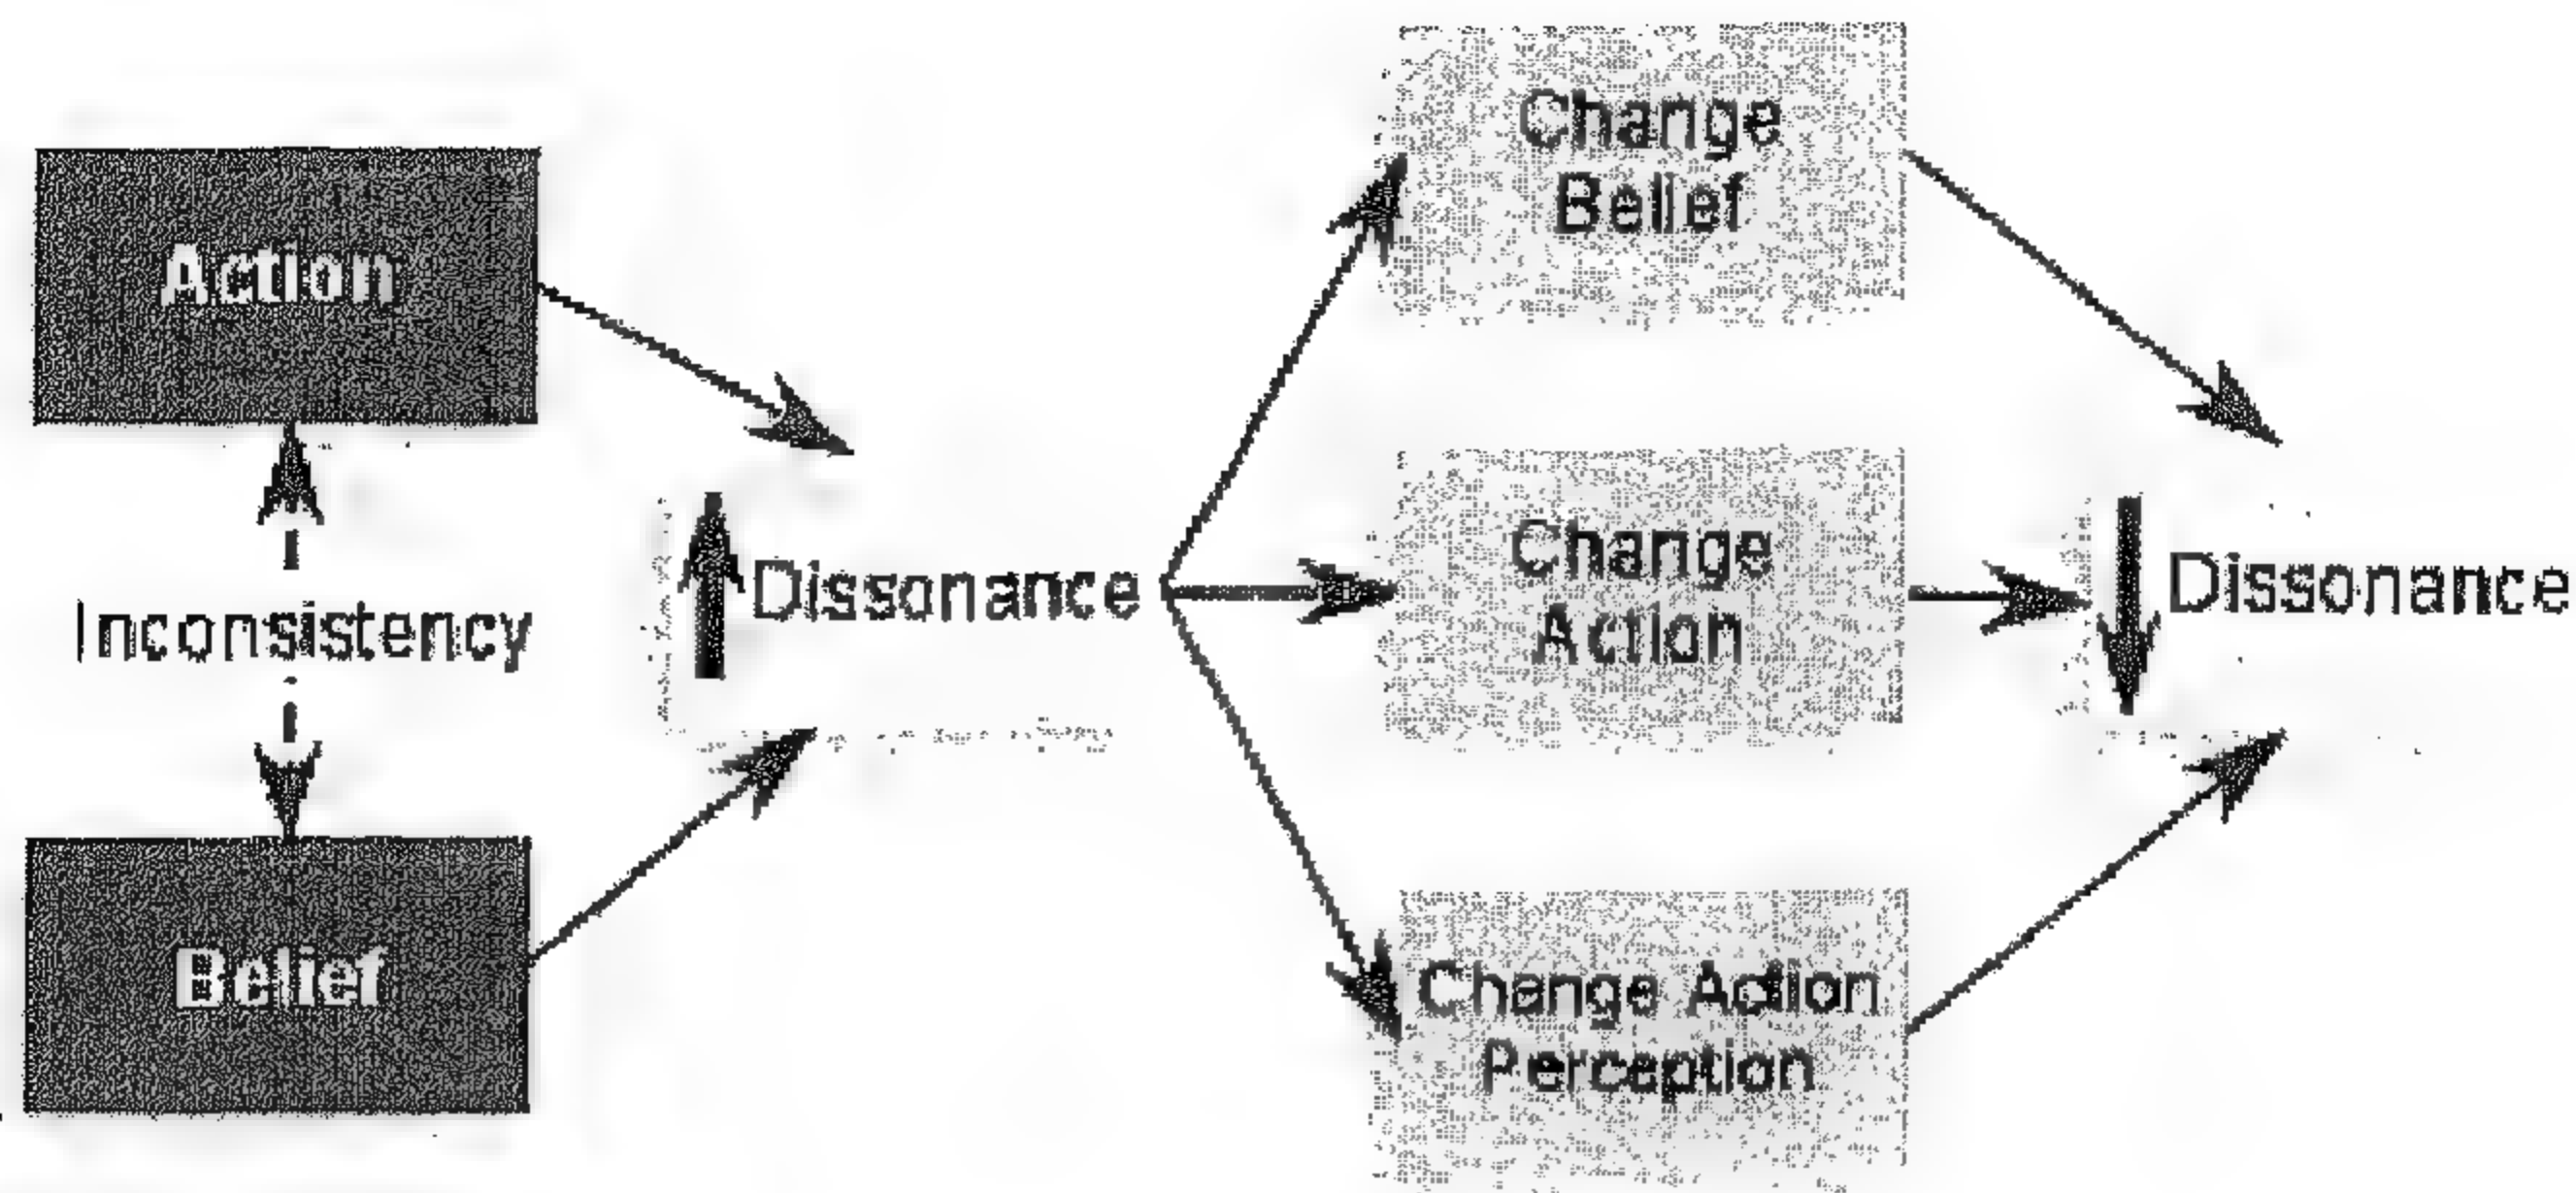 Action
Inconsistency
Belief
Dissonance
Change
Belief
Change
Action
Change Action
Perception
Dissonance